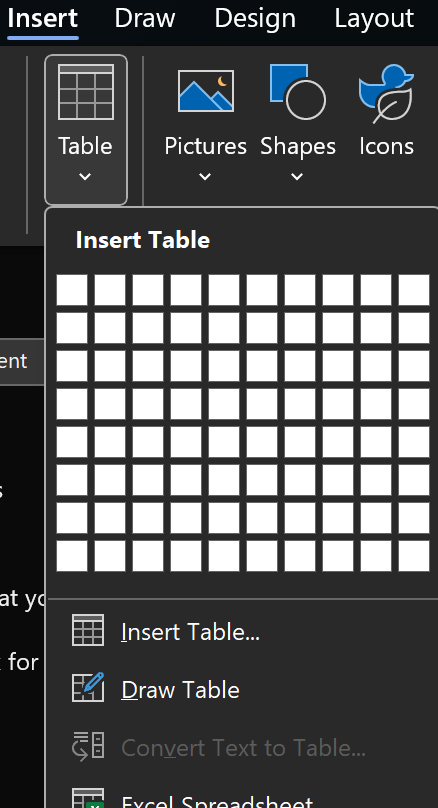 Insert Draw Design Layout
Table Pictures Shapes Icons
Insert Table
ent
s
at yo
for
Insert Table...
Draw Table
Convert Text to Table...
Excel Spreadsheet